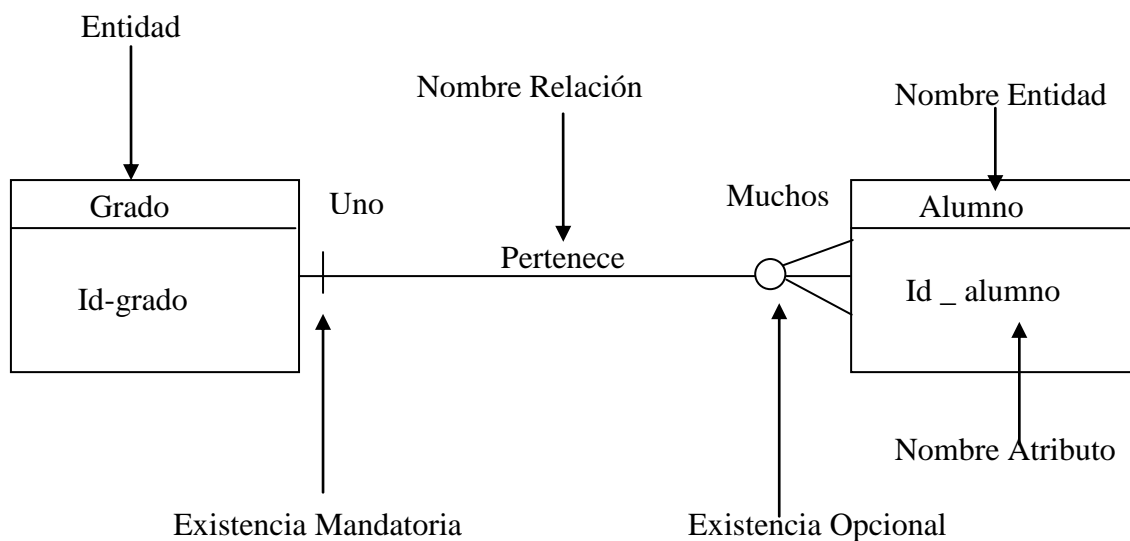 Entidad
Nombre Relación
Nombre Entidad
Grado
Uno
Muchos
Alumno
Pertenece
Id-grado
Id _ alumno
Nombre Atributo
Existencia Mandatoria
Existencia Opcional